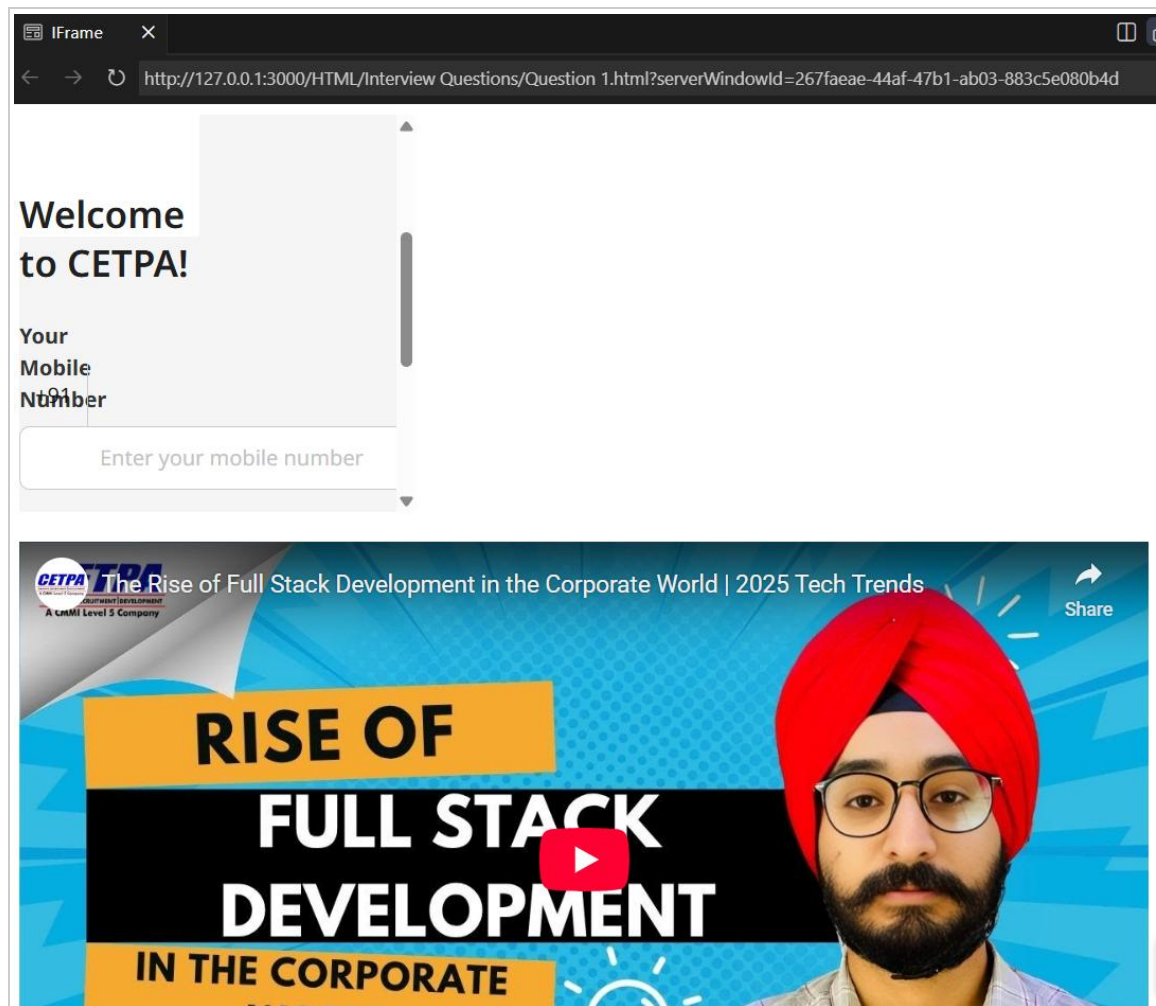 IFrame
http://127.0.0.1:3000/HTML/Interview Questions/Question 1.html?serverWindowId=267faeae-44af-47b1-ab03-883c5e080b4d
Welcome
to CETPA!
Your
Mobile
Number
+91
Enter your mobile number
CETPA
The Rise of Full Stack Development in the Corporate World | 2025 Tech Trends
Share
A CMMI Level 5 Company
RISE OF
FULL STACK
DEVELOPMENT
IN THE CORPORATE